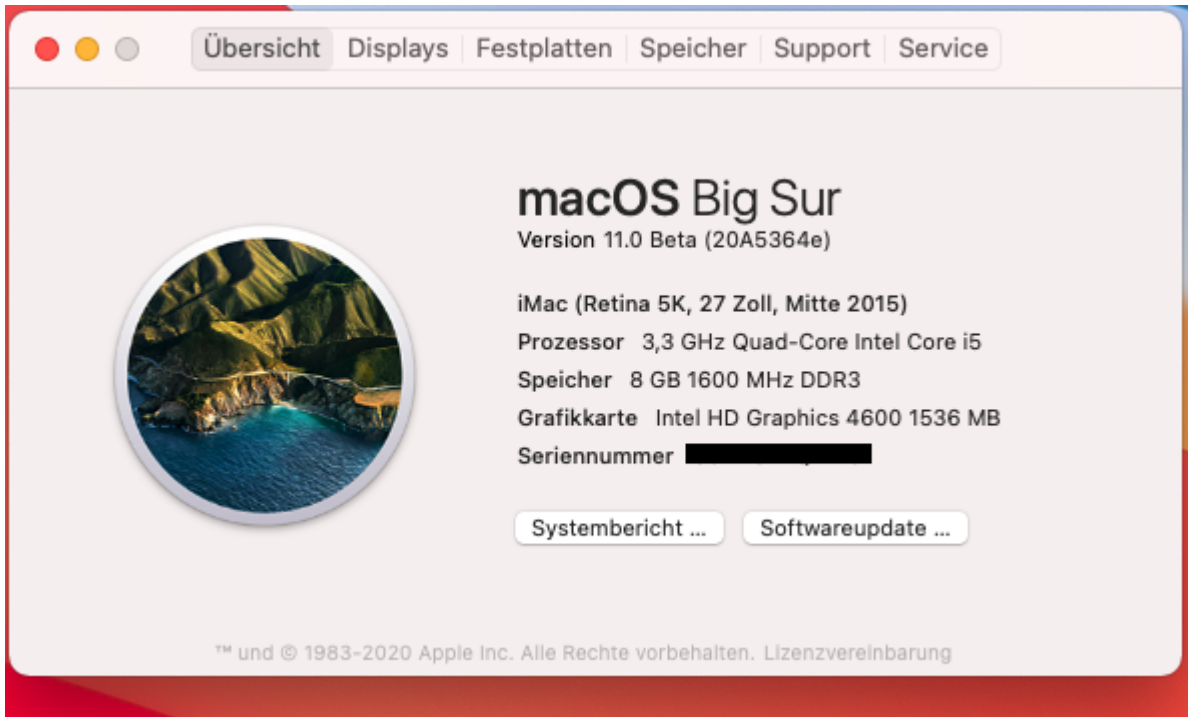 Übersicht Displays Festplatten Speicher Support Service
macOS Big Sur
Version 11.0 Beta (20A5364e)
iMac (Retina 5K, 27 Zoll, Mitte 2015)
Prozessor 3,3 GHz Quad-Core Intel Core i5
Speicher 8 GB 1600 MHz DDR3
Grafikkarte Intel HD Graphics 4600 1536 MB
Seriennummer
Systembericht ... Softwareupdate ...
™ und © 1983-2020 Apple Inc. Alle Rechte vorbehalten. Lizenzvereinbarung